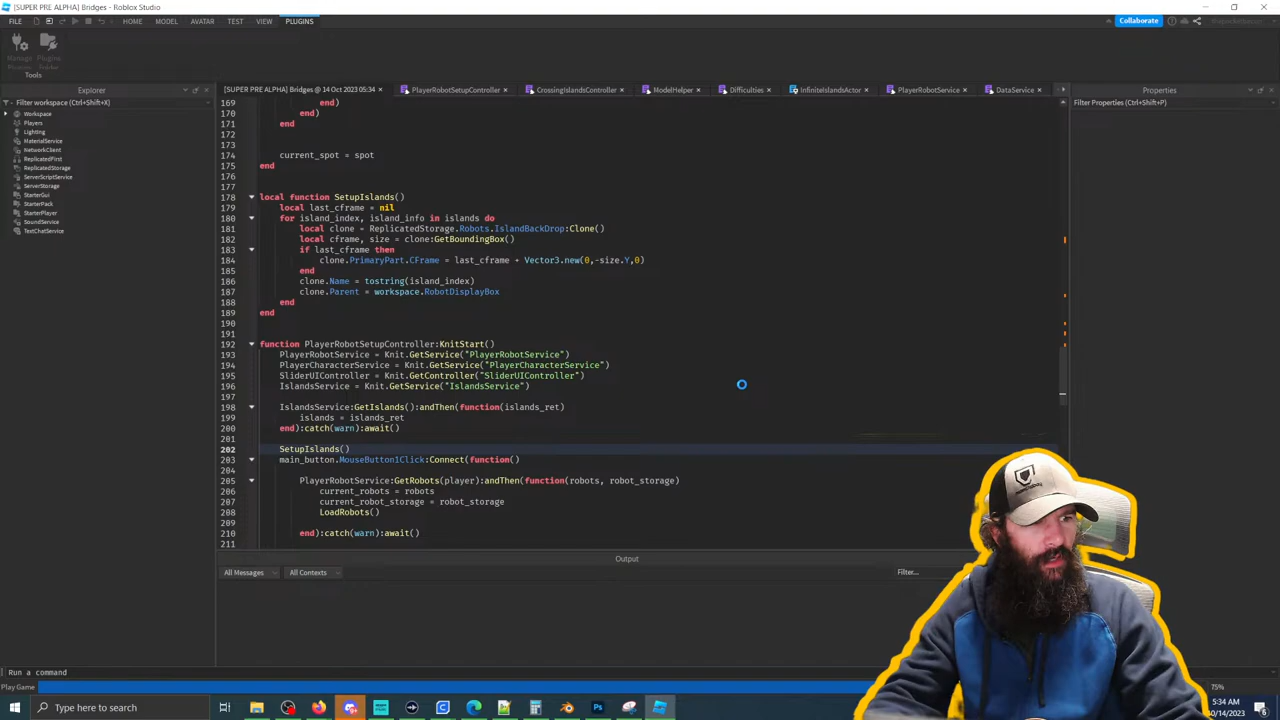 [SUPER PRE ALPHA] Bridges - Roblox Studio
FILE HOME MODEL AVATAR TEST VIEW PLUGINS Collaborate
Manage Plugins
Plugins Folder
Tools
Explorer
Filter workspace (Ctrl+Shift+X)
Workspace
Players
Lighting
MaterialService
NetworkClient
ReplicatedFirst
ReplicatedStorage
ServerScriptService
ServerStorage
StarterGui
StarterPack
StarterPlayer
SoundService
TextChatService
[SUPER PRE ALPHA] Bridges @ 14 Oct 2023 05:34 PlayerRobotSetupController CrossingIslandsController ModelHelper Difficulties InfiniteIslandsActor PlayerRobotService DataService
Properties
Filter Properties (Ctrl+Shift+P)
169 end)
170 end)
171 end
172
173
174 current_spot = spot
175 end
176
177
178 local function SetupIslands()
179 local last_cframe = nil
180 for island_index, island_info in islands do
181 local clone = ReplicatedStorage.Robots.IslandBackDrop:Clone()
182 local cframe, size = clone:GetBoundingBox()
183 if last_cframe then
184 clone.PrimaryPart.CFrame = last_cframe + Vector3.new(0,-size.Y,0)
185 end
186 clone.Name = tostring(island_index)
187 clone.Parent = workspace.RobotDisplayBox
188 end
189 end
190
191
192 function PlayerRobotSetupController:KnitStart()
193 PlayerRobotService = Knit.GetService("PlayerRobotService")
194 PlayerCharacterService = Knit.GetService("PlayerCharacterService")
195 SliderUIController = Knit.GetController("SliderUIController")
196 IslandsService = Knit.GetService("IslandsService")
197
198 IslandsService:GetIslands():andThen(function(islands_ret)
199 islands = islands_ret
200 end):catch(warn):await()
201
202 SetupIslands()
203 main_button.MouseButton1Click:Connect(function()
204
205 PlayerRobotService:GetRobots(player):andThen(function(robots, robot_storage)
206 current_robots = robots
207 current_robot_storage = robot_storage
208 LoadRobots()
209
210 end):catch(warn):await()
211
Output
All Messages All Contexts Filter...
Run a command
Play Game 75%
Type here to search
5:34 AM
10/14/2023
6